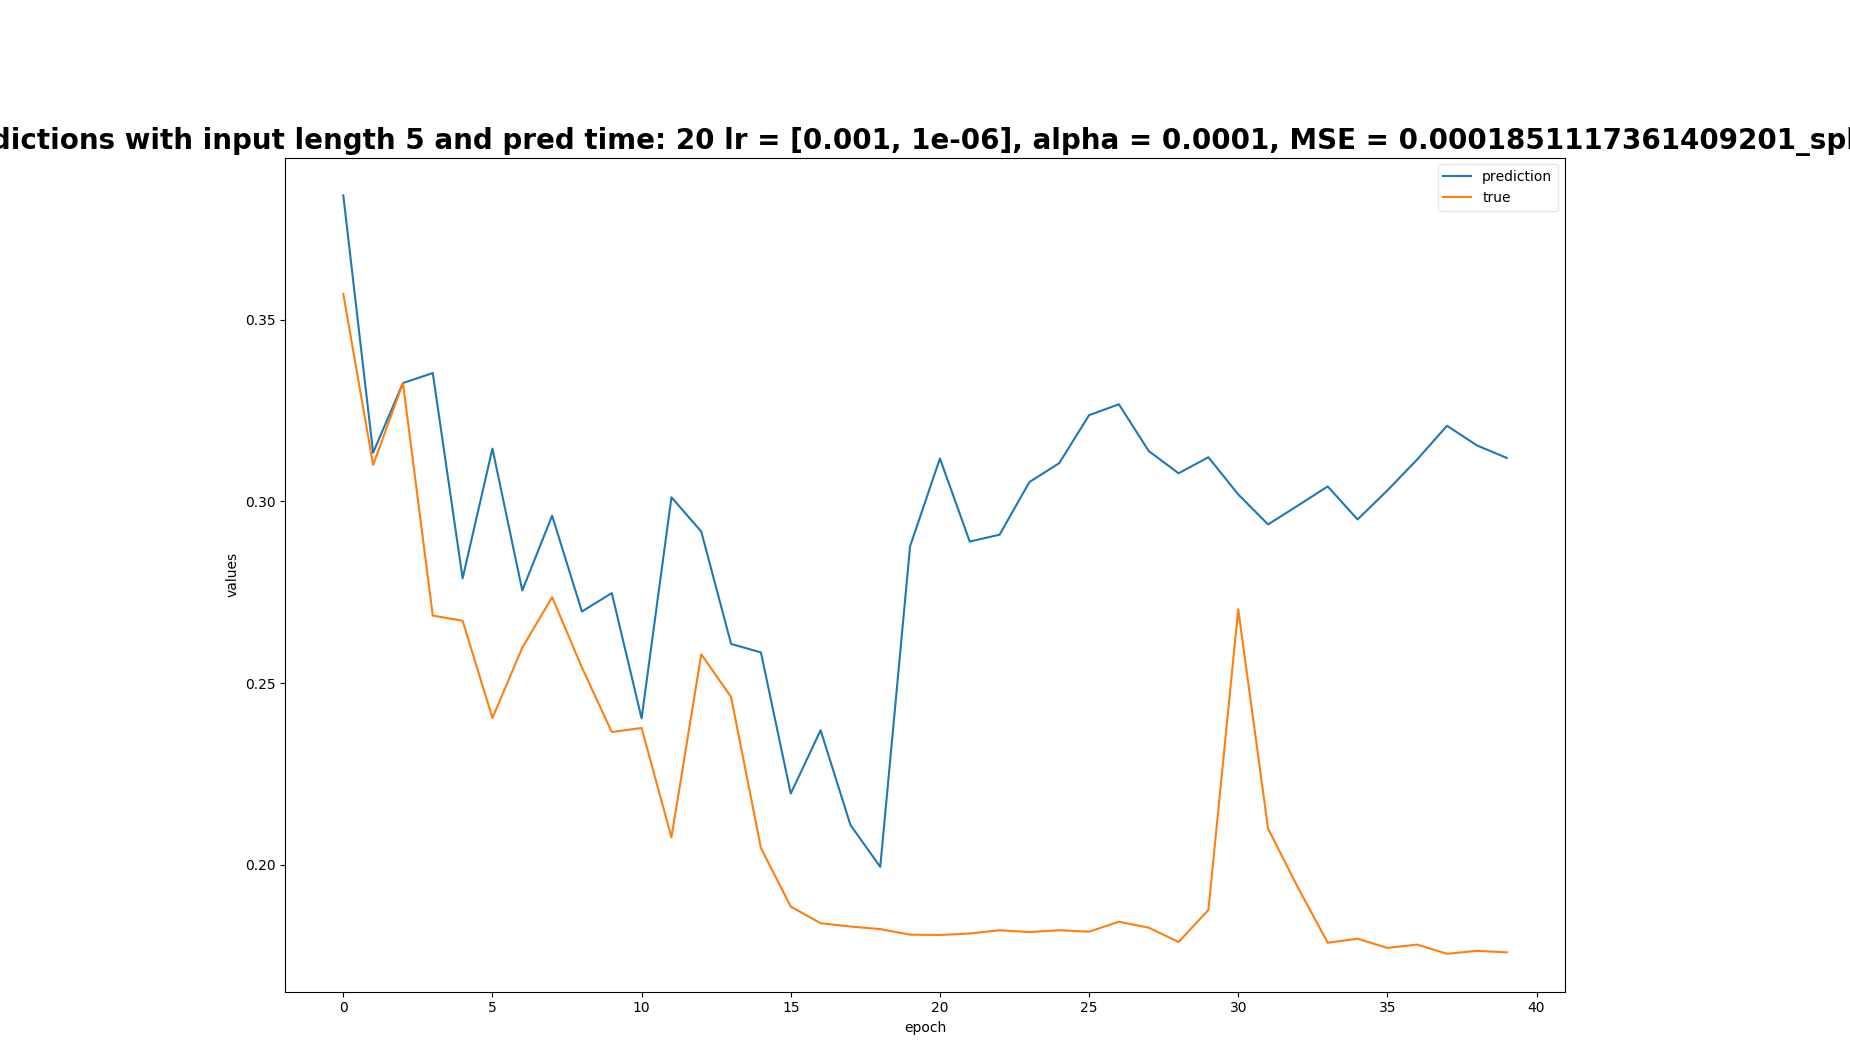 dictions with input length 5 and pred time: 20 lr = [0.001, 1e-06], alpha = 0.0001, MSE = 0.0001851117361409201_spl
prediction
true
0.35
0.30
0.25
0.20
values
0
5
10
15
20
25
30
35
40
epoch